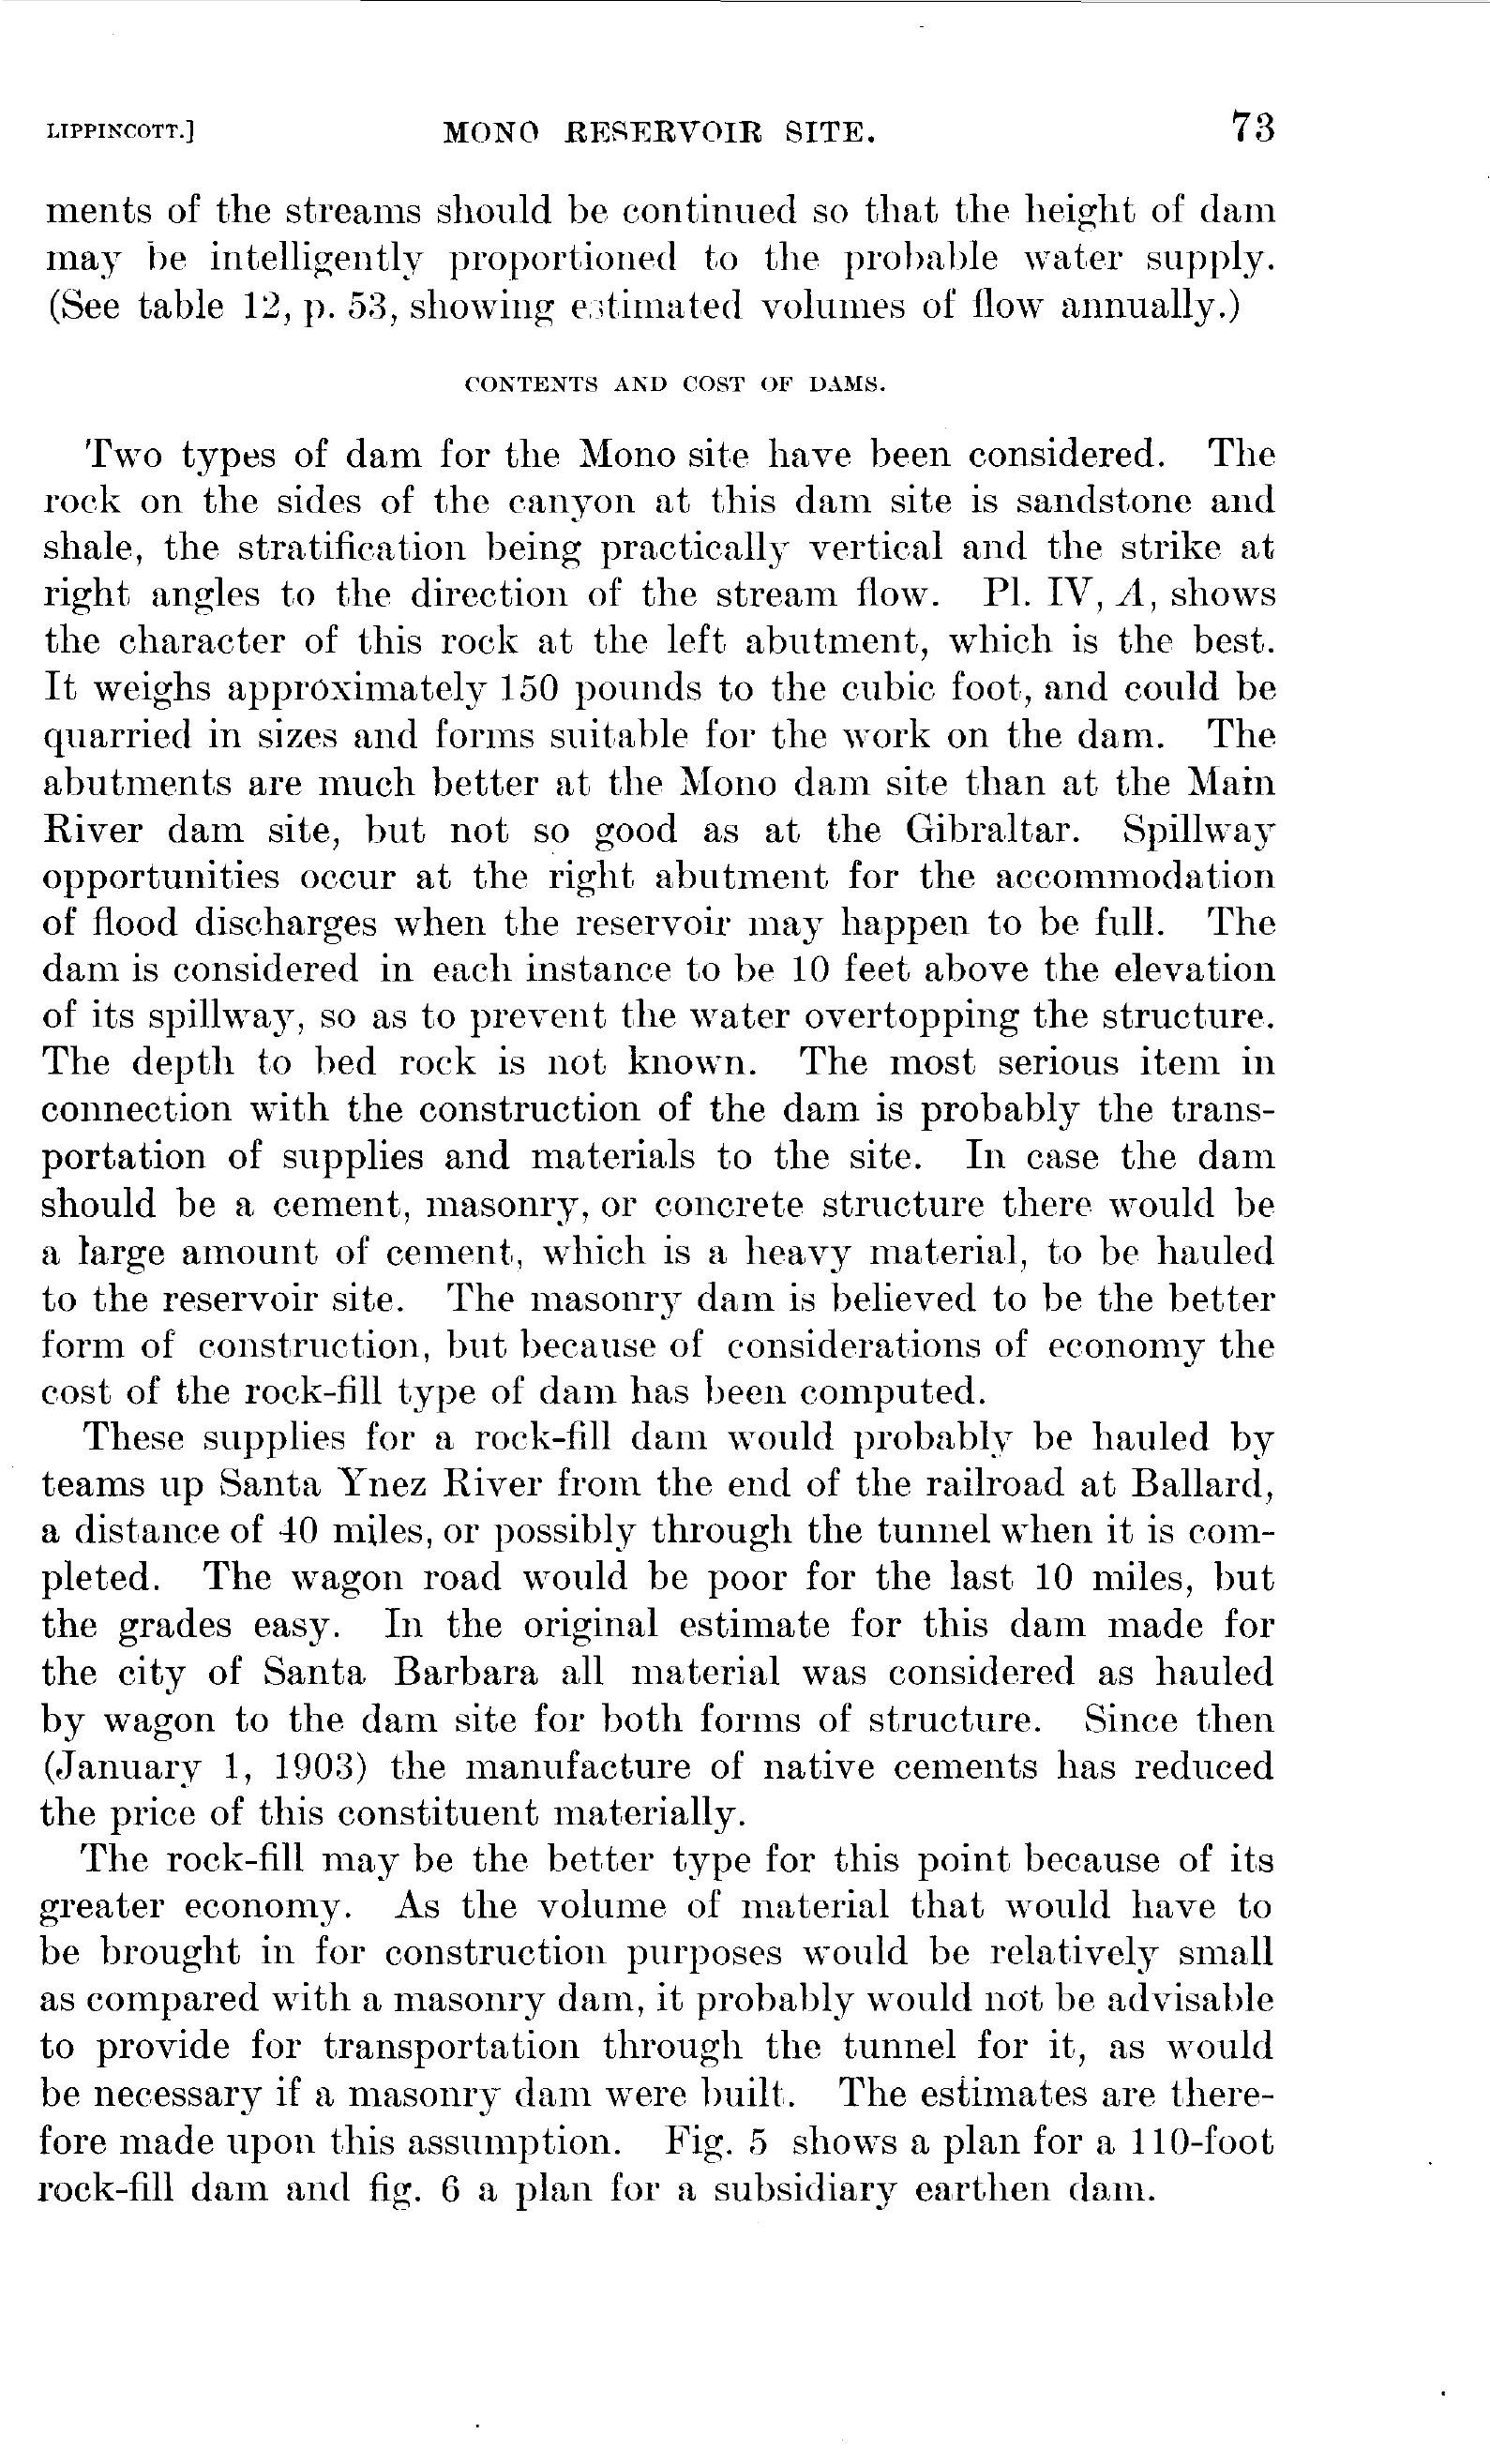 LIPPINCOTT.] MONO RESERVOIR SITE. 73
ments of the streams should be continued so that the height of dam
may be intelligently proportioned to the probable water supply.
(See table 12, p. 53, showing estimated volumes of flow annually.)
CONTENTS AND COST OF DAMS.
Two types of dam for the Mono site have been considered. The
rock on the sides of the canyon at this dam site is sandstone and
shale, the stratification being practically vertical and the strike at
right angles to the direction of the stream flow. Pl. IV, A, shows
the character of this rock at the left abutment, which is the best.
It weighs approximately 150 pounds to the cubic foot, and could be
quarried in sizes and forms suitable for the work on the dam. The
abutments are much better at the Mono dam site than at the Main
River dam site, but not so good as at the Gibraltar. Spillway
opportunities occur at the right abutment for the accommodation
of flood discharges when the reservoir may happen to be full. The
dam is considered in each instance to be 10 feet above the elevation
of its spillway, so as to prevent the water overtopping the structure.
The depth to bed rock is not known. The most serious item in
connection with the construction of the dam is probably the trans-
portation of supplies and materials to the site. In case the dam
should be a cement, masonry, or concrete structure there would be
a large amount of cement, which is a heavy material, to be hauled
to the reservoir site. The masonry dam is believed to be the better
form of construction, but because of considerations of economy the
cost of the rock-fill type of dam has been computed.
These supplies for a rock-fill dam would probably be hauled by
teams up Santa Ynez River from the end of the railroad at Ballard,
a distance of 40 miles, or possibly through the tunnel when it is com-
pleted. The wagon road would be poor for the last 10 miles, but
the grades easy. In the original estimate for this dam made for
the city of Santa Barbara all material was considered as hauled
by wagon to the dam site for both forms of structure. Since then
(January 1, 1903) the manufacture of native cements has reduced
the price of this constituent materially.
The rock-fill may be the better type for this point because of its
greater economy. As the volume of material that would have to
be brought in for construction purposes would be relatively small
as compared with a masonry dam, it probably would not be advisable
to provide for transportation through the tunnel for it, as would
be necessary if a masonry dam were built. The estimates are there-
fore made upon this assumption. Fig. 5 shows a plan for a 110-foot
rock-fill dam and fig. 6 a plan for a subsidiary earthen dam.